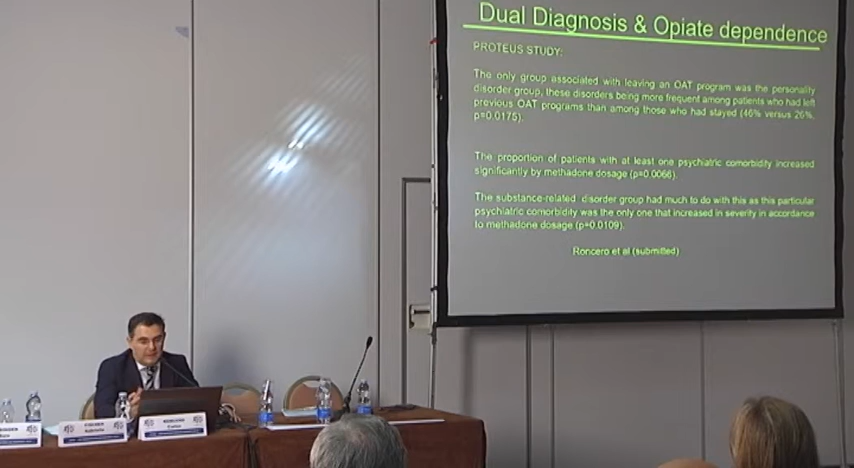 Dual Diagnosis & Opiate dependence
PROTEUS STUDY:
The only group associated with leaving an OAT program was the personality
disorder group, these disorders being more frequent among patients who had left
previous OAT programs than among those who had stayed (46% versus 26%,
p=0.0175).
The proportion of patients with at least one psychiatric comorbidity increased
significantly by methadone dosage (p=0.0066).
The substance-related disorder group had much to do with this as this particular
psychiatric comorbidity was the only one that increased in severity in accordance
to methadone dosage (p=0.0109).
Roncero et al (submitted)
FISCHER
Gabriele
RONCERO
Carlos